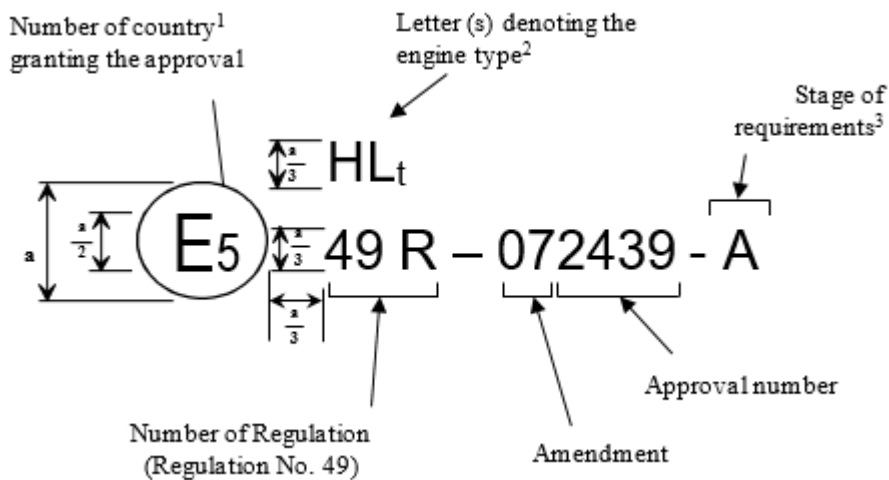 Number of country¹
granting the approval
Letter (s) denoting the
engine type²
Stage of
requirements³
a/3
HLt
a
a/2
E5
a/3
49 R – 072439 - A
a/3
Approval number
Number of Regulation
(Regulation No. 49)
Amendment